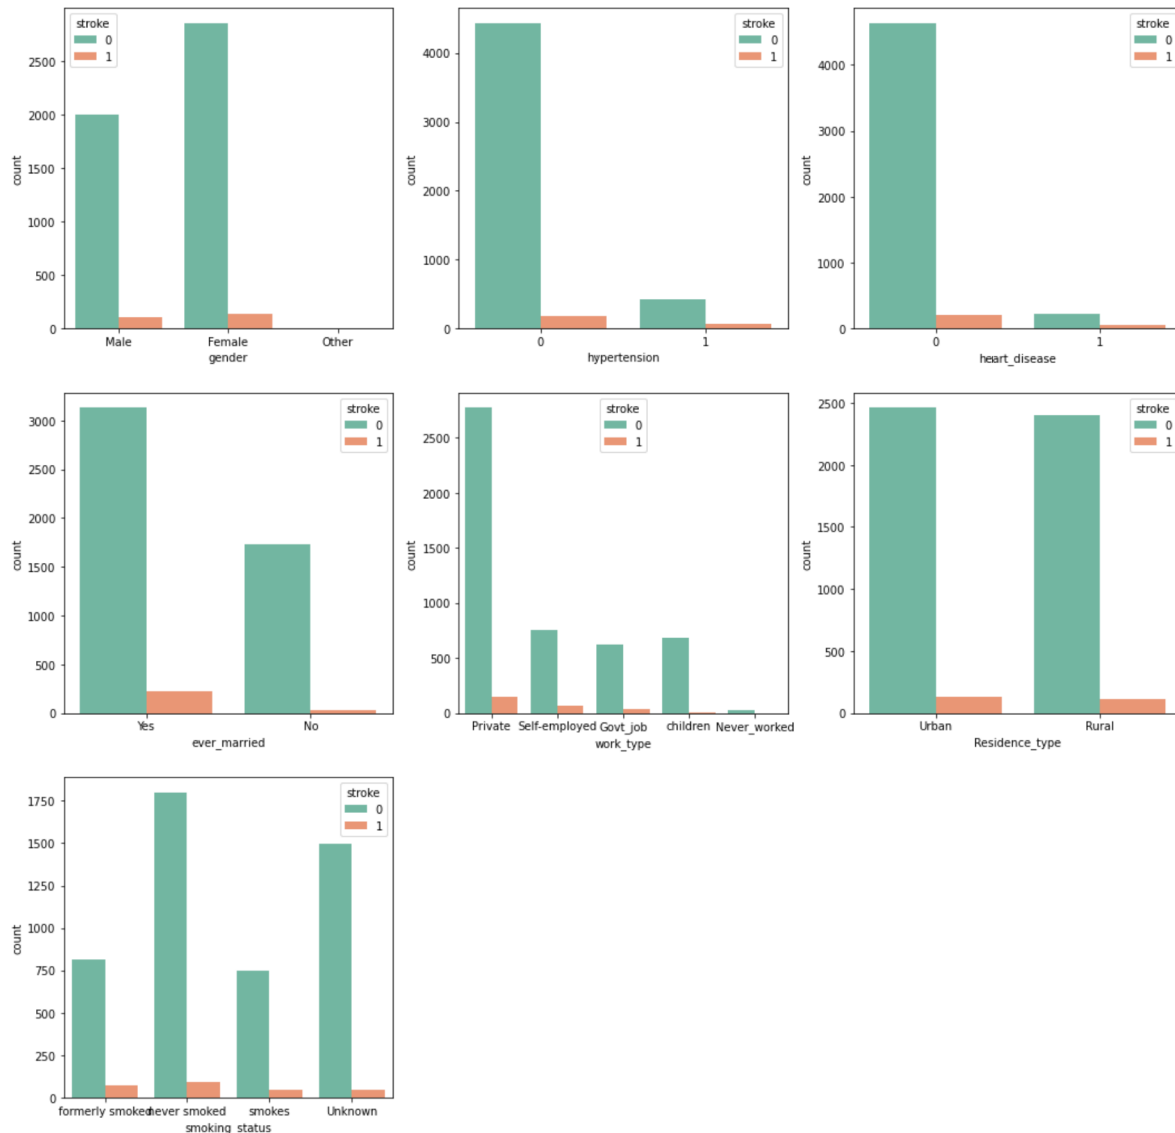 stroke
0
1
2500
2000
1500
1000
500
0
count
Male Female Other
gender
stroke
0
1
4000
3000
2000
1000
0
count
0 1
hypertension
stroke
0
1
4000
3000
2000
1000
0
count
0 1
heart_disease
stroke
0
1
3000
2500
2000
1500
1000
500
0
count
Yes No
ever_married
stroke
0
1
2500
2000
1500
1000
500
0
count
Private Self-employed Govt_job children Never_worked
work_type
stroke
0
1
2500
2000
1500
1000
500
0
count
Urban Rural
Residence_type
stroke
0
1
1750
1500
1250
1000
750
500
250
0
count
formerly smoked never smoked smokes Unknown
smoking_status